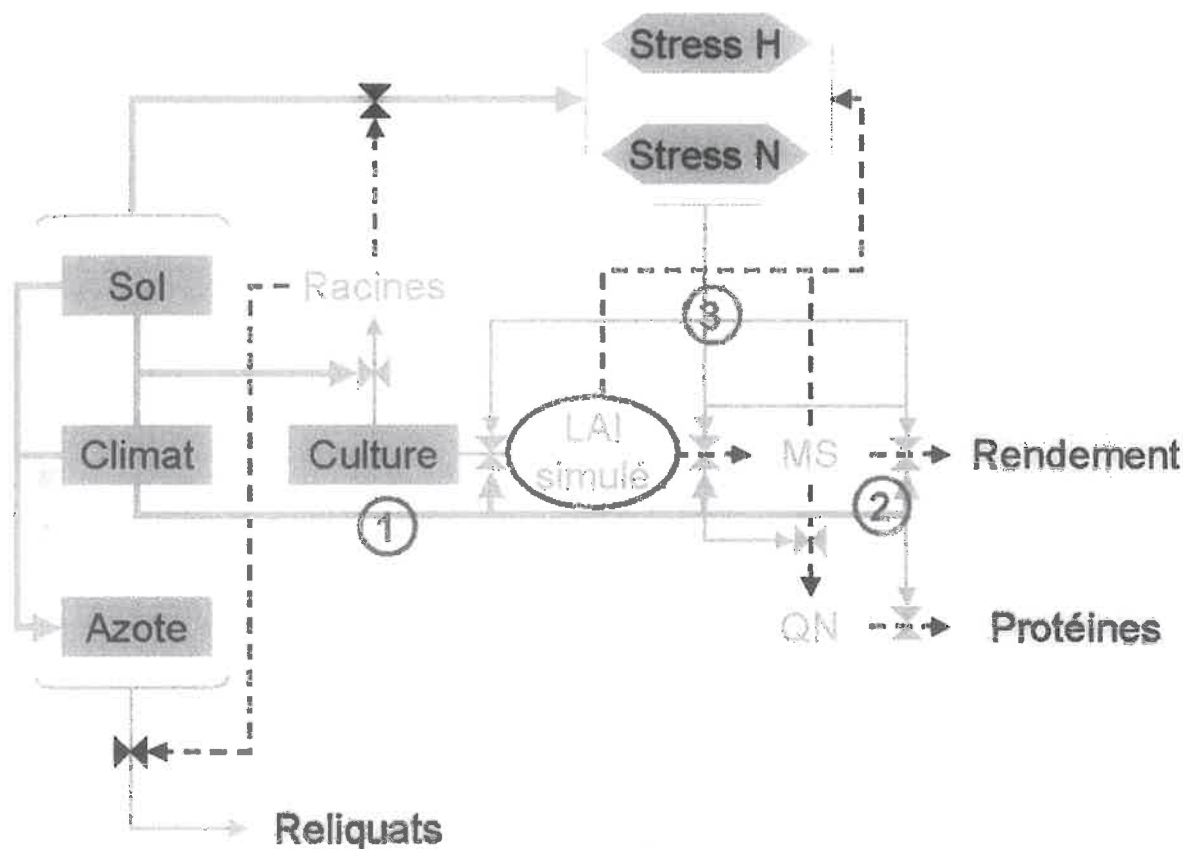 Stress H
Stress N
Sol
Racines
3
Climat
Culture
LAI
simulé
MS
Rendement
1
2
Azote
QN
Protéines
Reliquats